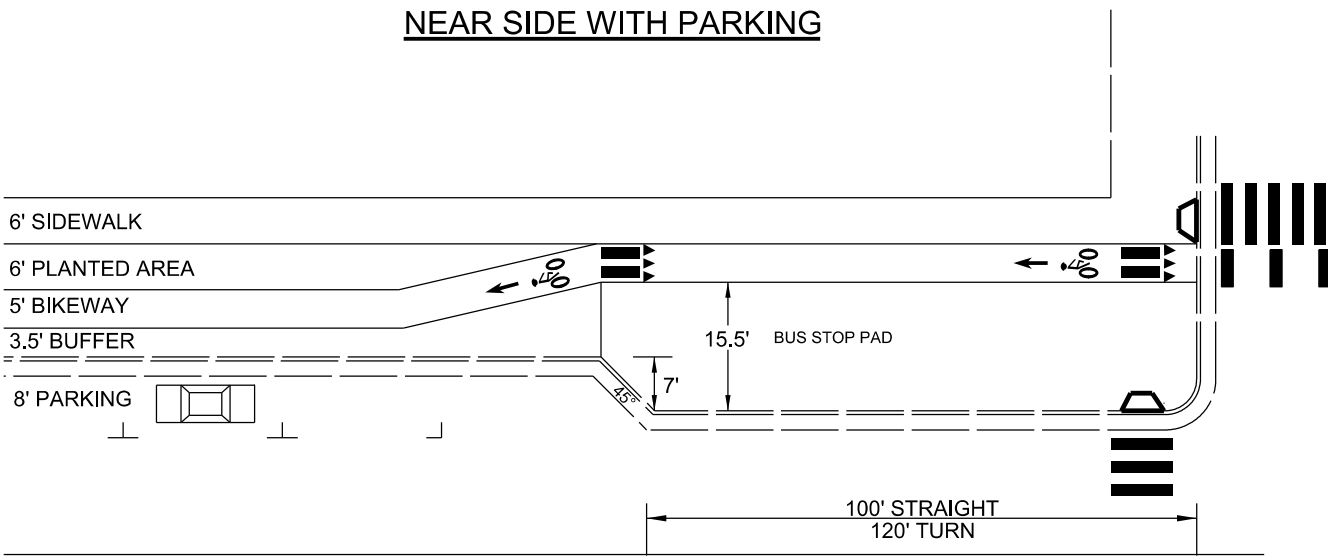 NEAR SIDE WITH PARKING
6' SIDEWALK
6' PLANTED AREA
5' BIKEWAY
3.5' BUFFER
15.5'
BUS STOP PAD
7'
45°
8' PARKING
100' STRAIGHT
120' TURN